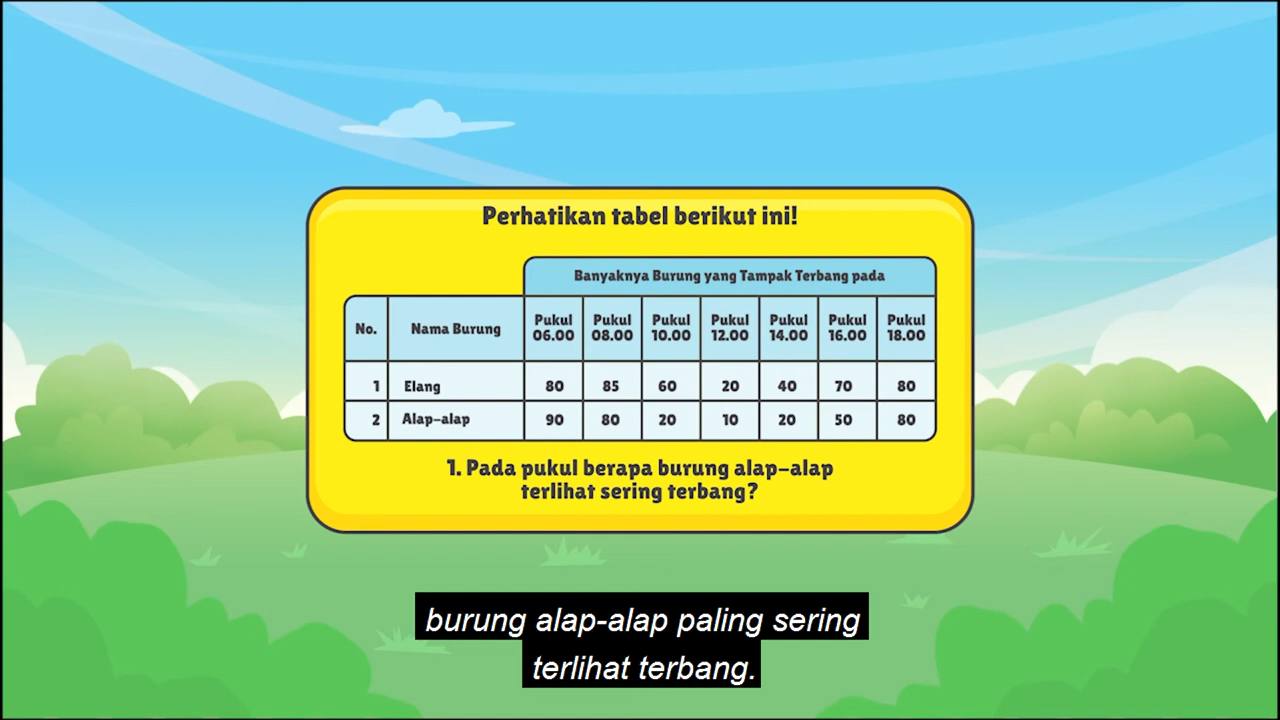 Perhatikan tabel berikut ini!
Banyaknya Burung yang Tampak Terbang pada
No. Nama Burung Pukul 06.00 Pukul 08.00 Pukul 10.00 Pukul 12.00 Pukul 14.00 Pukul 16.00 Pukul 18.00
1 Elang 80 85 60 20 40 70 80
2 Alap-alap 90 80 20 10 20 50 80
1. Pada pukul berapa burung alap-alap
terlihat sering terbang?
burung alap-alap paling sering
terlihat terbang.